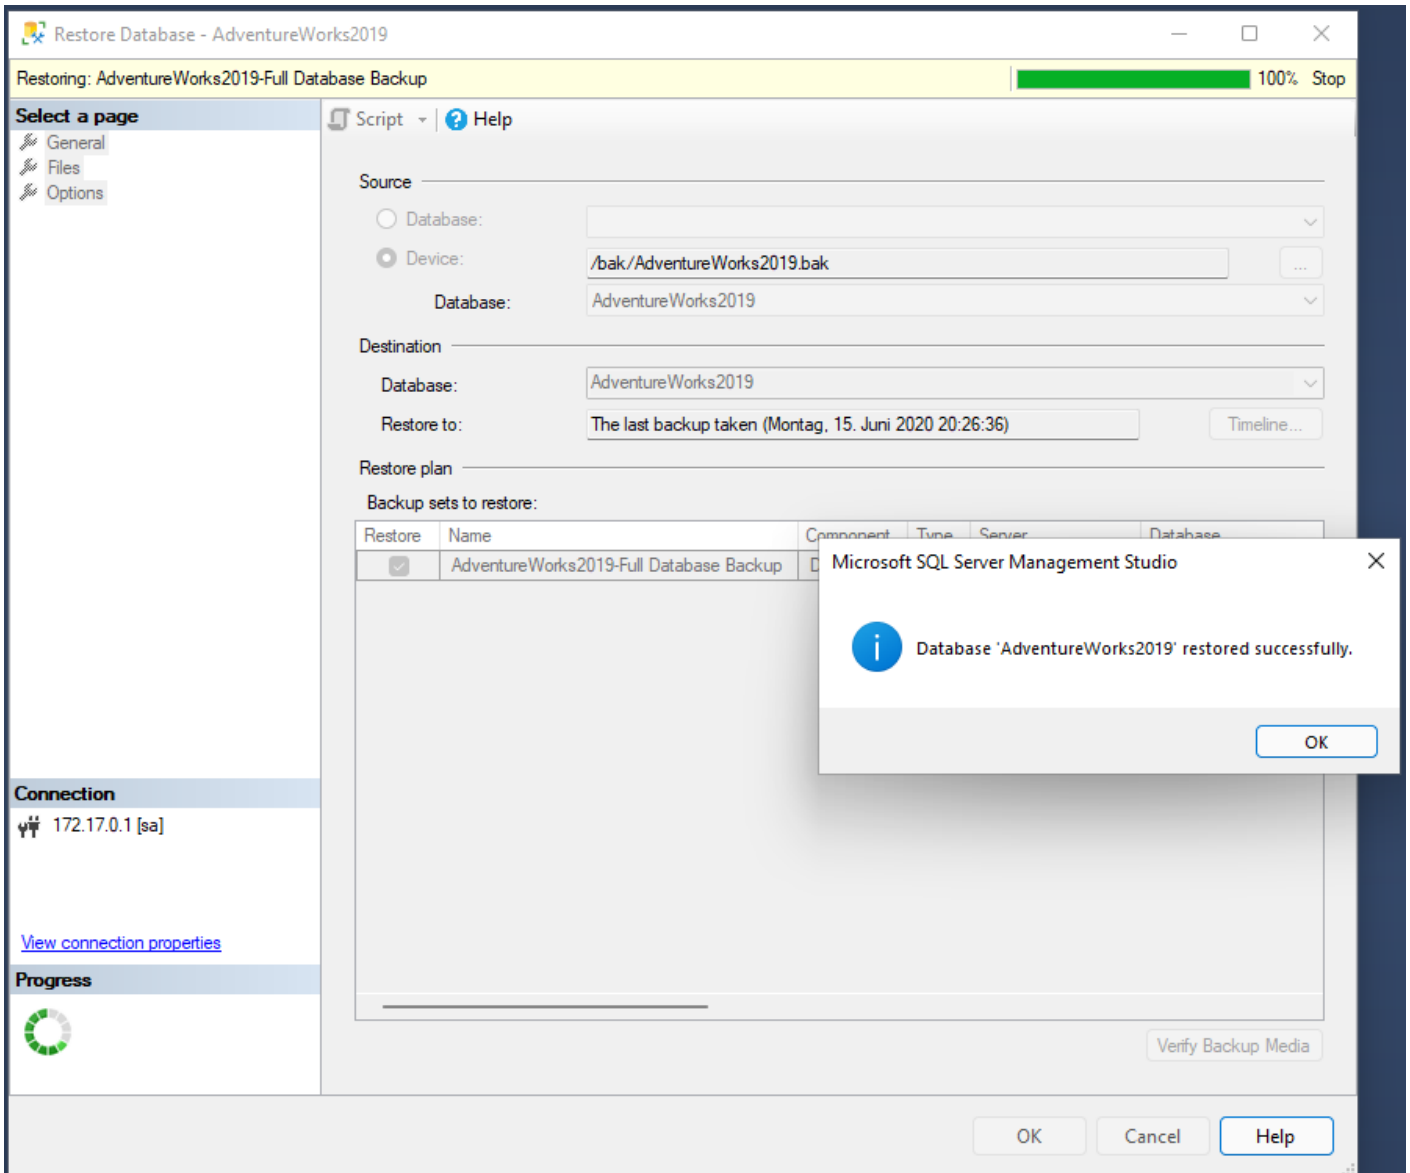 Restore Database - AdventureWorks2019
Restoring: AdventureWorks2019-Full Database Backup
100% Stop
Select a page
General
Files
Options
Script
Help
Source
Database:
Device:
/bak/AdventureWorks2019.bak
...
Database:
AdventureWorks2019
Destination
Database:
AdventureWorks2019
Restore to:
The last backup taken (Montag, 15. Juni 2020 20:26:36)
Timeline...
Restore plan
Backup sets to restore:
Restore Name Component Type Server Database
AdventureWorks2019-Full Database Backup
Microsoft SQL Server Management Studio
Database 'AdventureWorks2019' restored successfully.
OK
Connection
172.17.0.1 [sa]
View connection properties
Progress
Verify Backup Media
OK Cancel Help